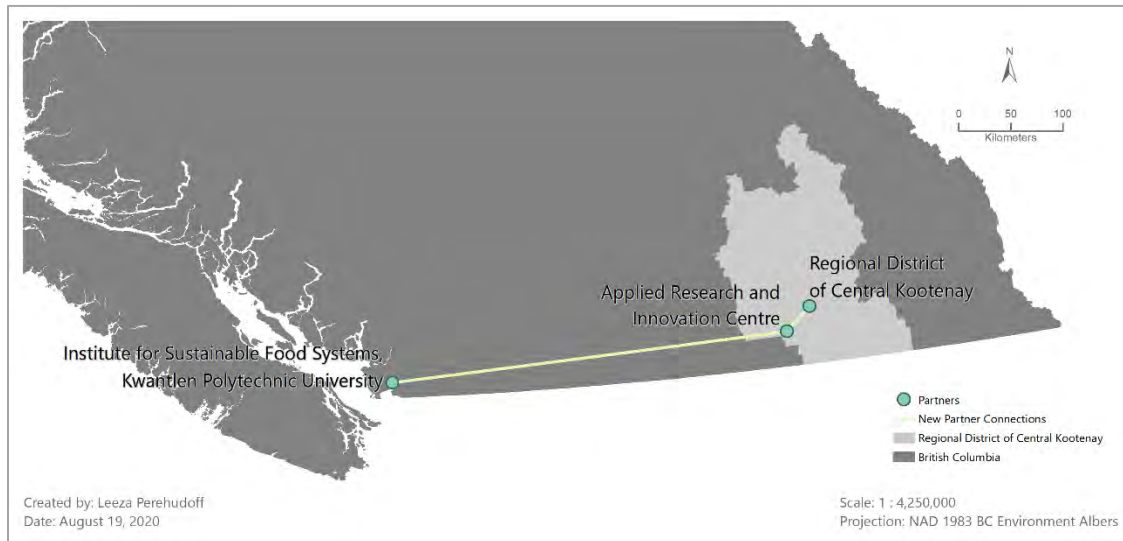 N
0 50 100
Kilometers
Regional District
of Central Kootenay
Applied Research and
Innovation Centre
Institute for Sustainable Food Systems,
Kwantlen Polytechnic University
Partners
New Partner Connections
Regional District of Central Kootenay
British Columbia
Created by: Leeza Perehudoff
Date: August 19, 2020
Scale: 1 : 4,250,000
Projection: NAD 1983 BC Environment Albers